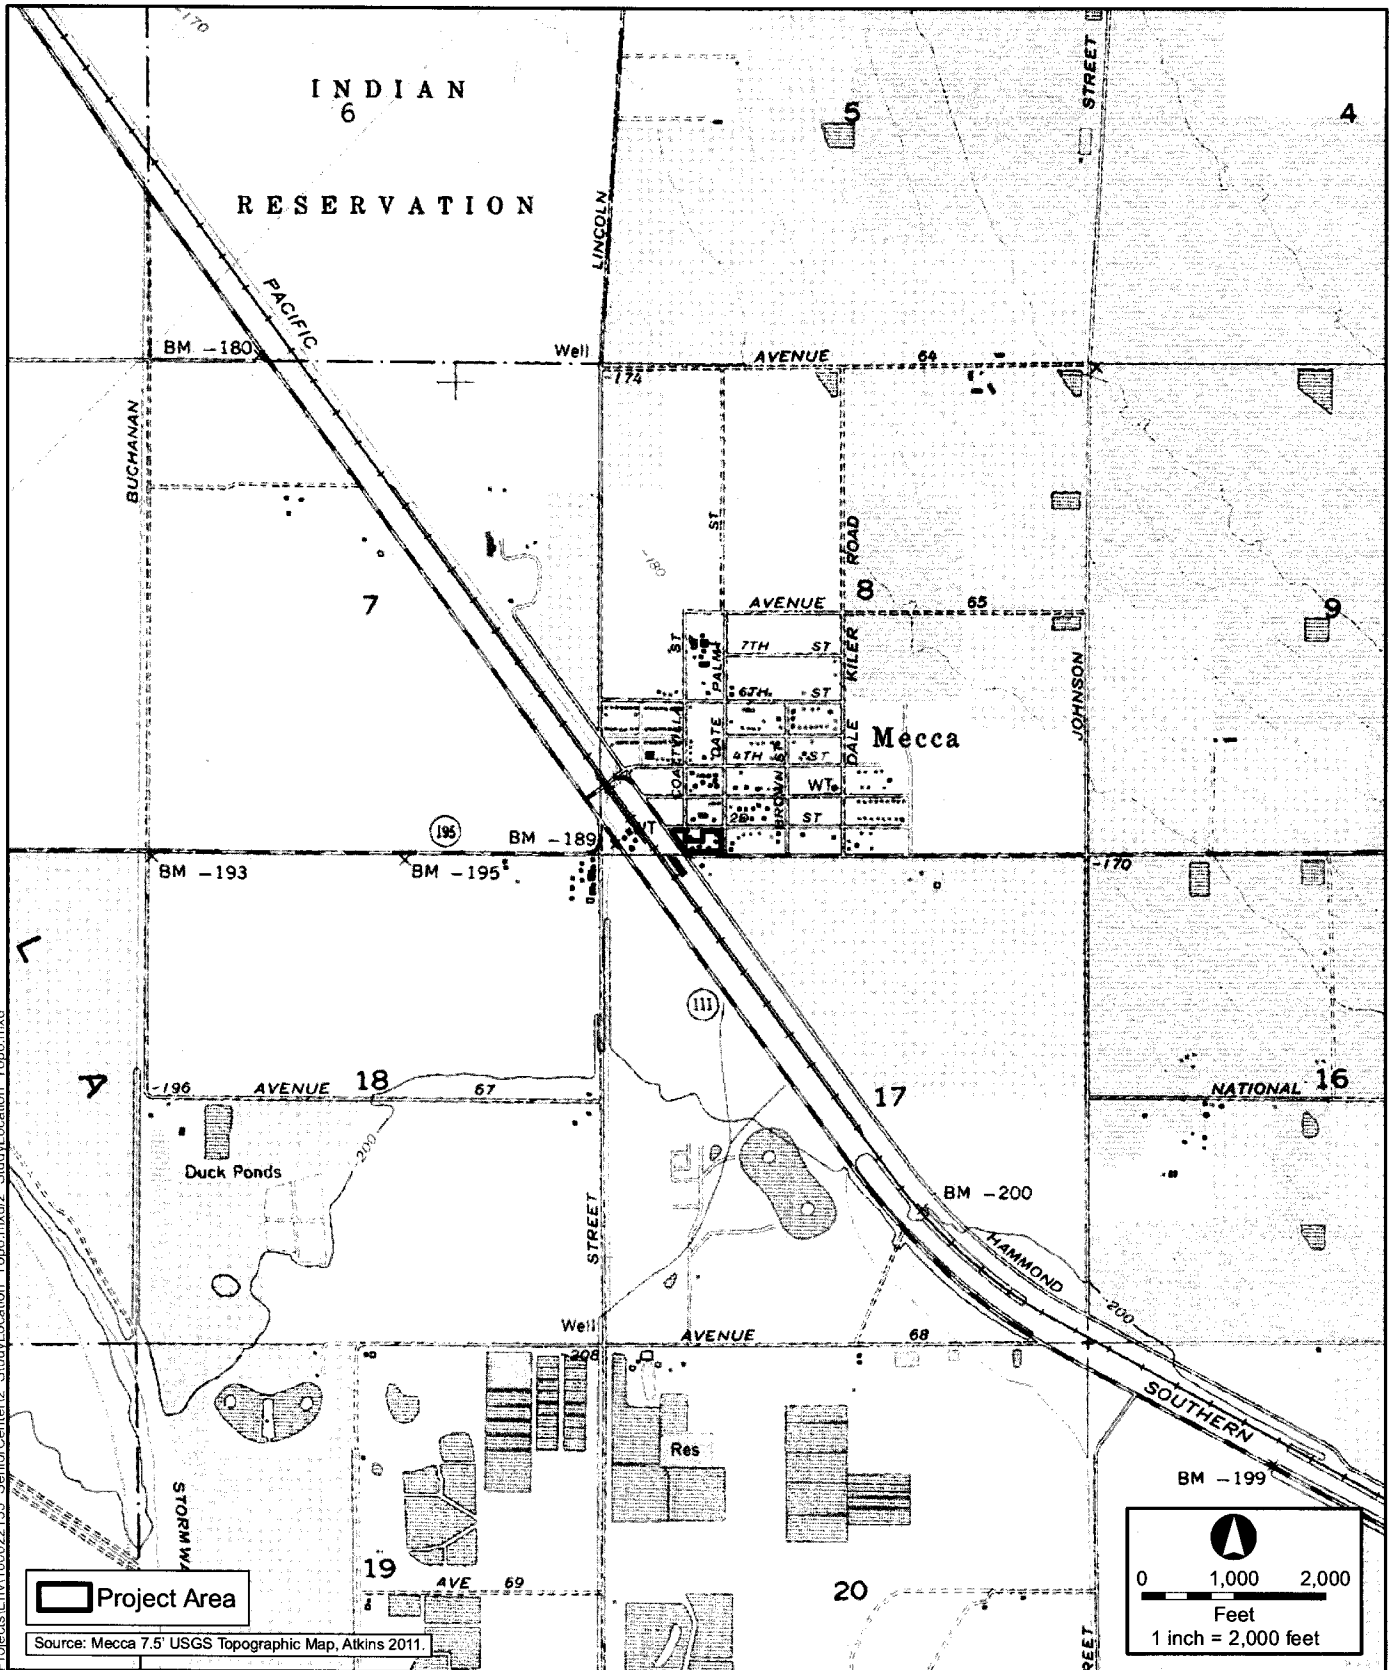 -170
INDIAN
6
5
STREET
4
RESERVATION
LINCOLN
PACIFIC
BM -180
Well
AVENUE 64
-174
BUCHANAN
ST
ROAD
-180
7
8
AVENUE 65
9
ST
7TH ST
PALM
KILER
JOHNSON
6TH ST
COATVILLA
DATE
4TH ST
BROWN ST
DALE
Mecca
WT
2D ST
195
BM -189
WT
BM -193
BM -195
-170
L
111
A
-196
AVENUE 67
18
17
NATIONAL
16
Duck Ponds
-200
STREET
BM -200
HAMMOND
-200
Well
AVENUE 68
-208
SOUTHERN
Res
BM -199
STORMWA
19
AVE 69
20
STREET
Project Area
Source: Mecca 7.5' USGS Topographic Map, Atkins 2011.
0 1,000 2,000
Feet
1 inch = 2,000 feet